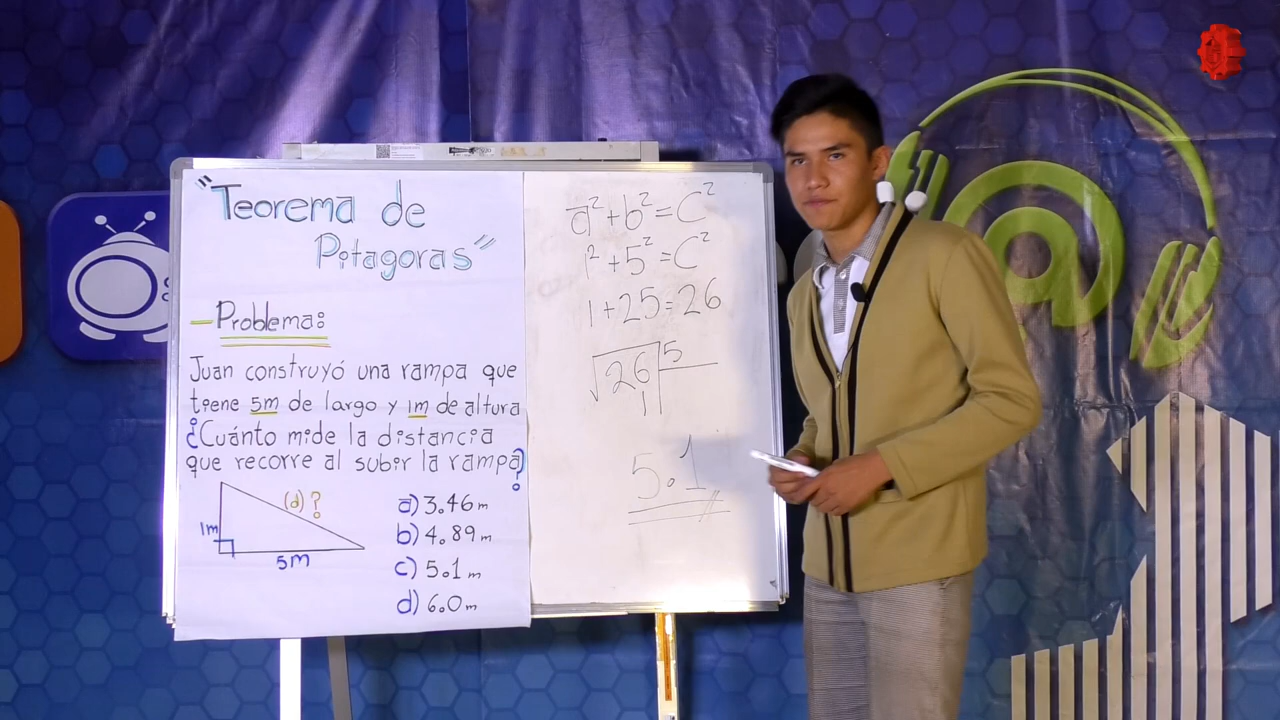 "Teorema de
Pitagoras"
- Problema:
Juan construyó una rampa que
tiene 5m de largo y 1m de altura
¿Cuánto mide la distancia
que recorre al subir la rampa?
(d)?
1m
5m
a) 3.46 m
b) 4.89 m
c) 5.1 m
d) 6.0 m
a² + b² = C²
1² + 5² = C²
1 + 25 = 26
√26 5
1
5.1
@